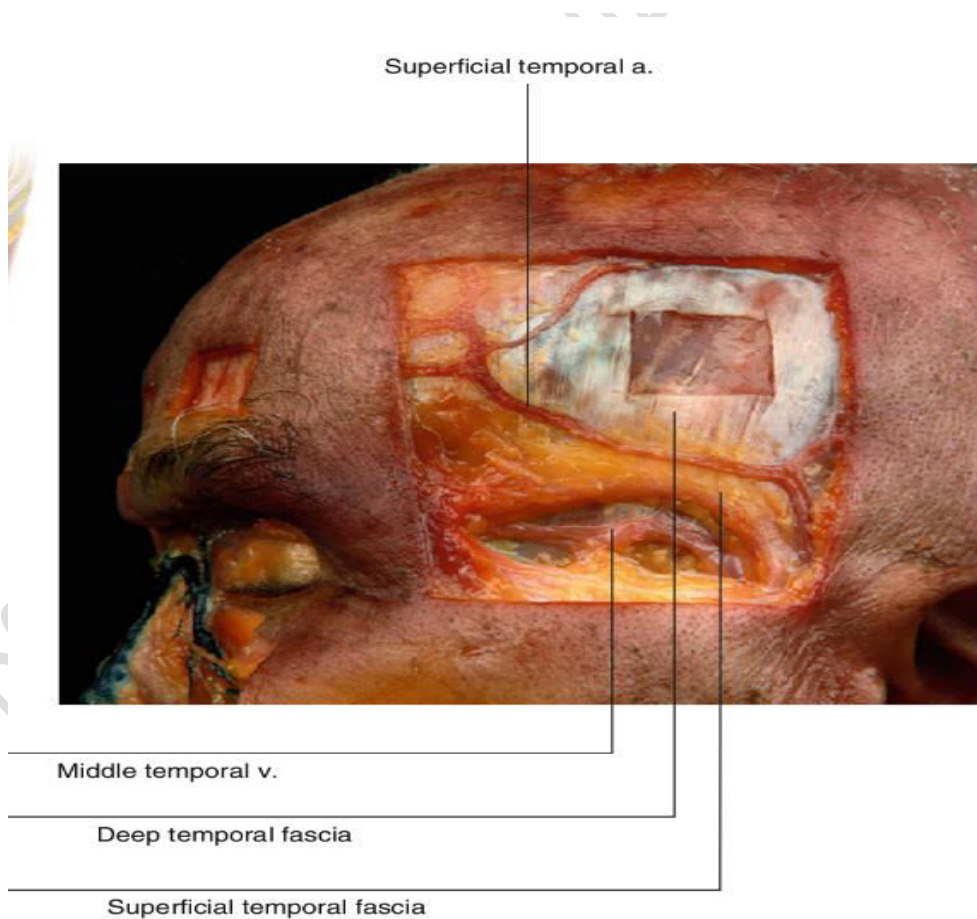 Superficial temporal a.
Middle temporal v.
Deep temporal fascia
Superficial temporal fascia